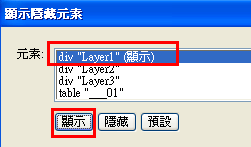 顯示隱藏元素
元素:
div "Layer1" (顯示)
div "Layer2"
div "Layer3"
table "___01"
顯示 隱藏 預設